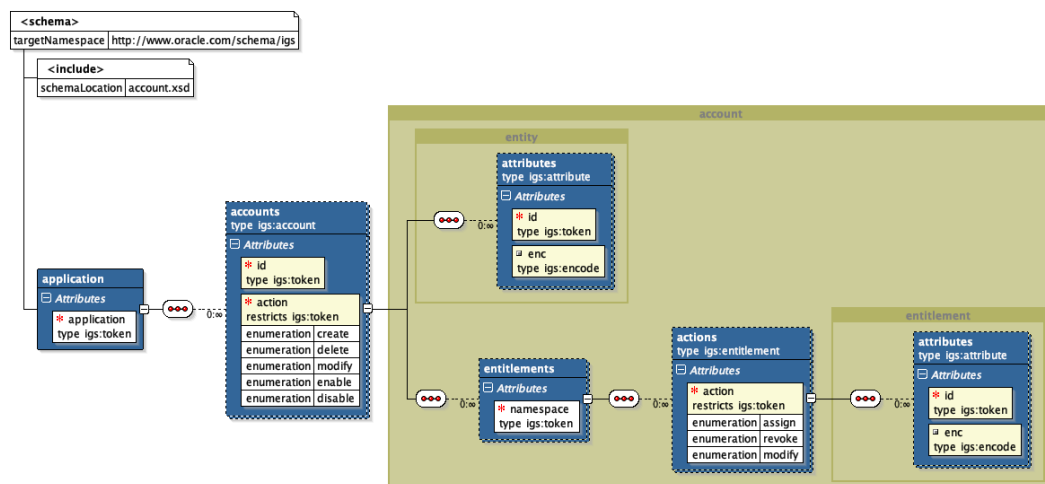 <schema>
targetNamespace http://www.oracle.com/schema/igs
<include>
schemaLocation account.xsd
account
entity
attributes
type igs:attribute
Attributes
* id
type igs:token
enc
type igs:encode
0:∞
accounts
type igs:account
Attributes
* id
type igs:token
* action
restricts igs:token
enumeration create
enumeration delete
enumeration modify
enumeration enable
enumeration disable
0:∞
application
Attributes
* application
type igs:token
entitlements
Attributes
* namespace
type igs:token
0:∞
actions
type igs:entitlement
Attributes
* action
restricts igs:token
enumeration assign
enumeration revoke
enumeration modify
0:∞
entitlement
attributes
type igs:attribute
Attributes
* id
type igs:token
enc
type igs:encode
0:∞